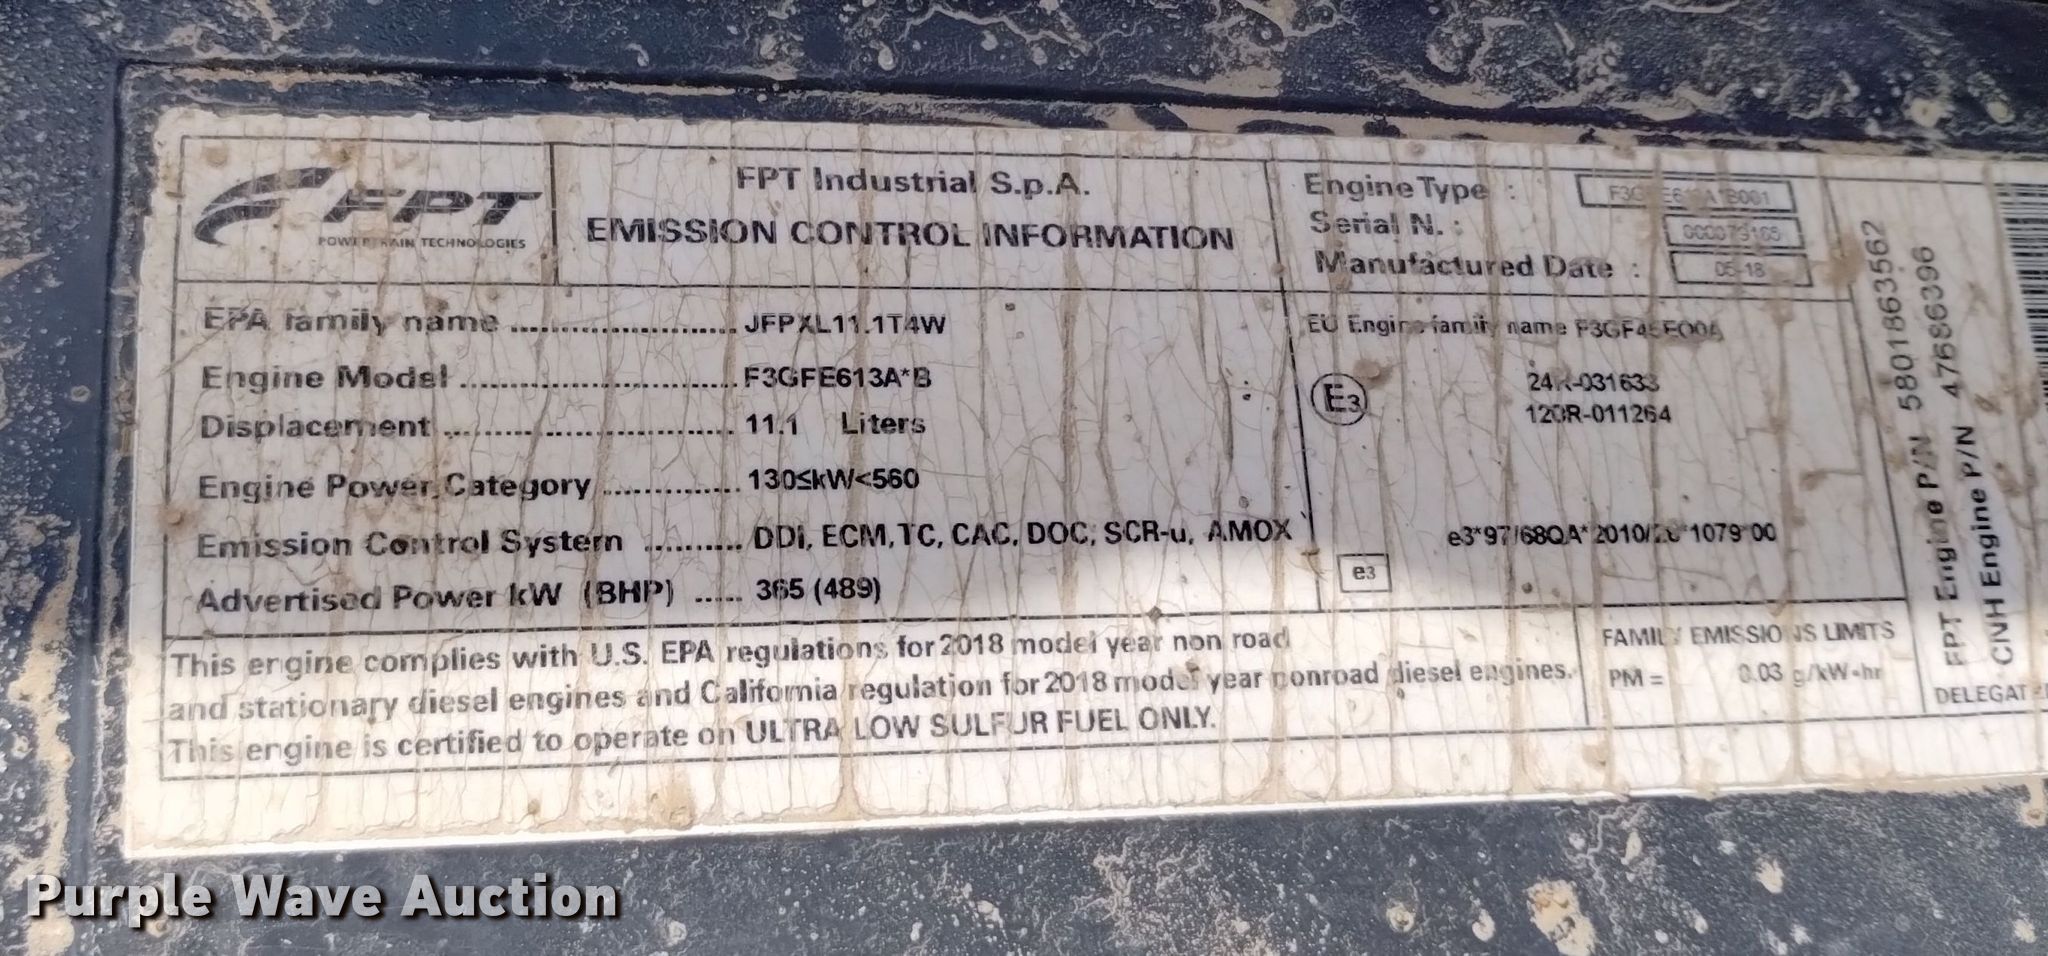 FPT
POWERTRAIN TECHNOLOGIES
FPT Industrial S.p.A.
EMISSION CONTROL INFORMATION
Engine Type :
Serial N. :
Manufactured Date : 05-18
EPA family name ........................ JFPXL11.1T4W
Engine Model ............................. F3GFE613A*B
Displacement .............................. 11.1 Liters
Engine Power Category .............. 130≤kW<560
Emission Control System .......... DDI, ECM, TC, CAC, DOC, SCR-u, AMOX
Advertised Power kW (BHP) ..... 365 (489)
EU Engine family name
E3
120R-011264
e3
This engine complies with U.S. EPA regulations for 2018 model year non road
and stationary diesel engines and California regulation for 2018 model year nonroad diesel engines.
This engine is certified to operate on ULTRA LOW SULFUR FUEL ONLY.
FAMILY EMISSIONS LIMITS
PM = 0.03 g/kW-hr
FPT Engine P/N 5801863562
CNH Engine P/N 47686396
Purple Wave Auction